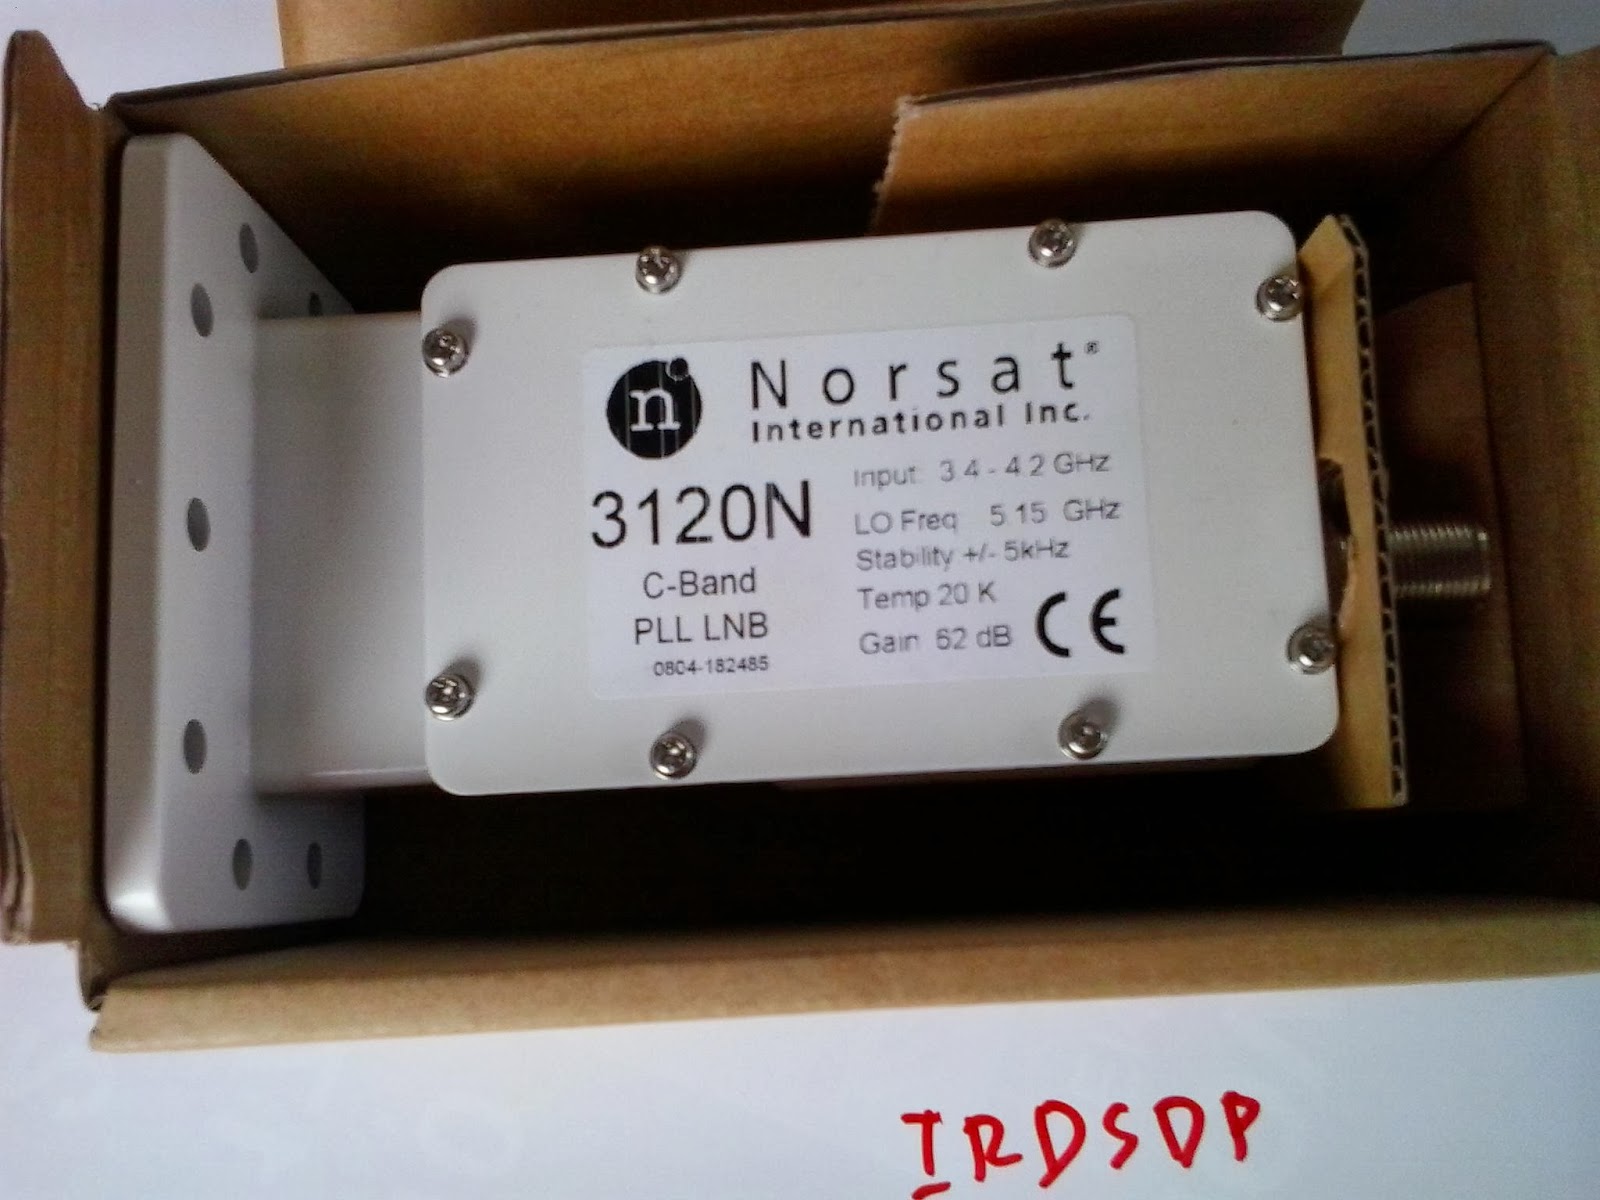 n
Norsat®
International Inc.
3120N
C-Band
PLL LNB
0804-182485
Input: 3.4 - 4.2 GHz
LO Freq 5.15 GHz
Stability +/- 5kHz
Temp 20 K
Gain 62 dB
CE
IRDSDP